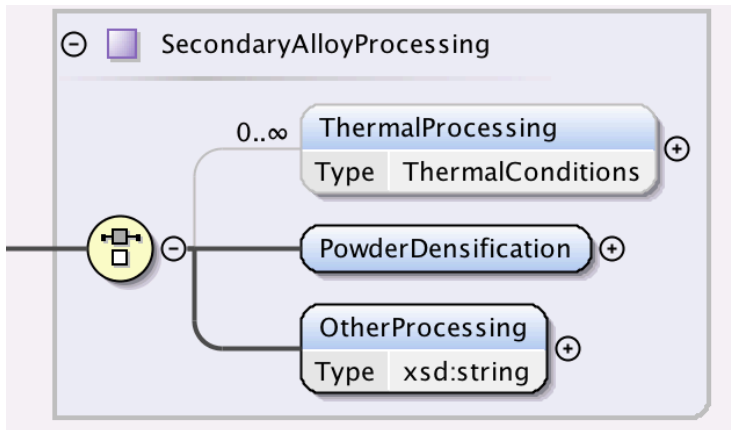 SecondaryAlloyProcessing
0..∞
ThermalProcessing
Type ThermalConditions
PowderDensification
OtherProcessing
Type xsd:string